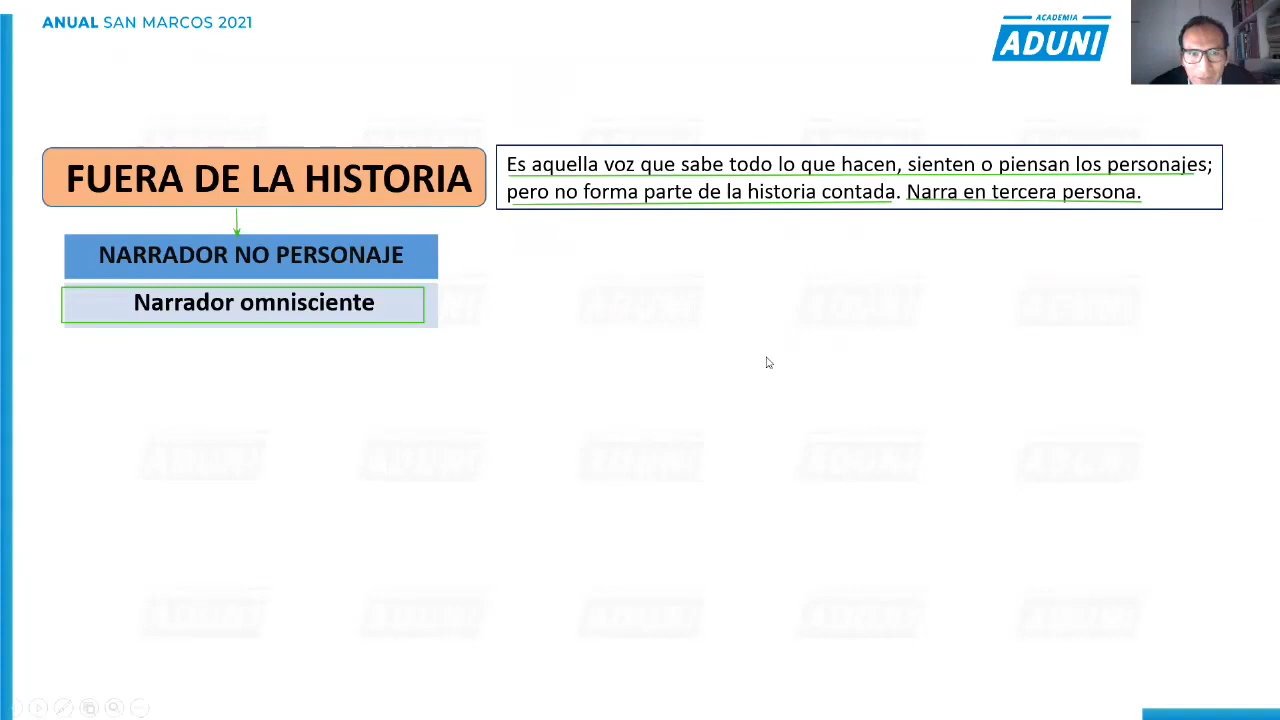 ANUAL SAN MARCOS 2021
ACADEMIA
ADUNI
FUERA DE LA HISTORIA
Es aquella voz que sabe todo lo que hacen, sienten o piensan los personajes;
pero no forma parte de la historia contada. Narra en tercera persona.
NARRADOR NO PERSONAJE
Narrador omnisciente